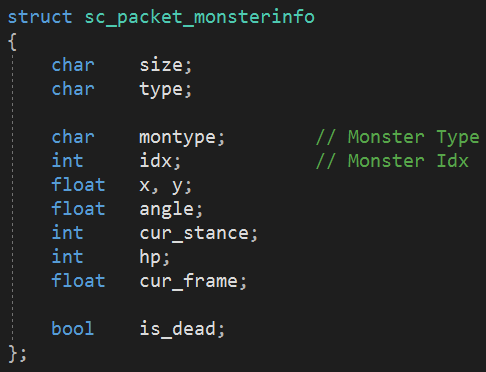 struct sc_packet_monsterinfo
{
    char    size;
    char    type;

    char    montype;         // Monster Type
    int     idx;             // Monster Idx
    float   x, y;
    float   angle;
    int     cur_stance;
    int     hp;
    float   cur_frame;

    bool    is_dead;
};